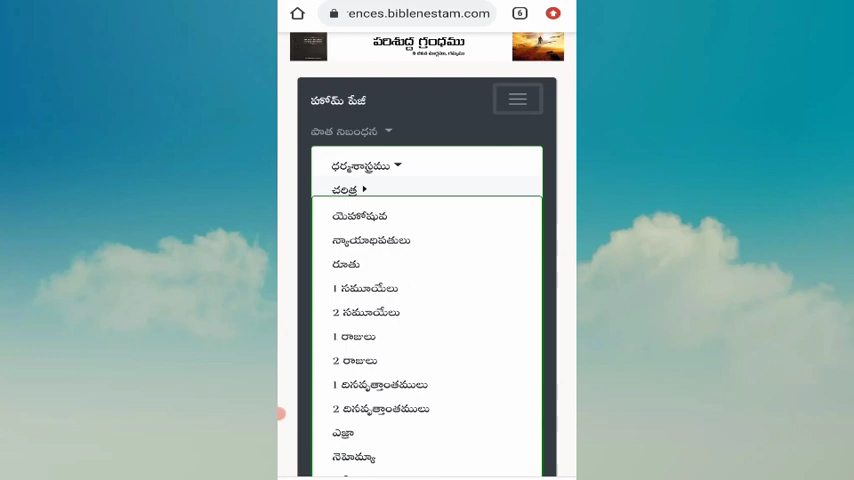 rences.biblenestam.com
6
పరిశుద్ధ గ్రంథము
హోమ్ పేజీ
పాత నిబంధన
ధర్మశాస్త్రము
చరిత్ర
యెహోషువ
న్యాయాధిపతులు
రూతు
1 సమూయేలు
2 సమూయేలు
1 రాజులు
2 రాజులు
1 దినవృత్తాంతములు
2 దినవృత్తాంతములు
ఎజ్రా
నెహెమ్యా